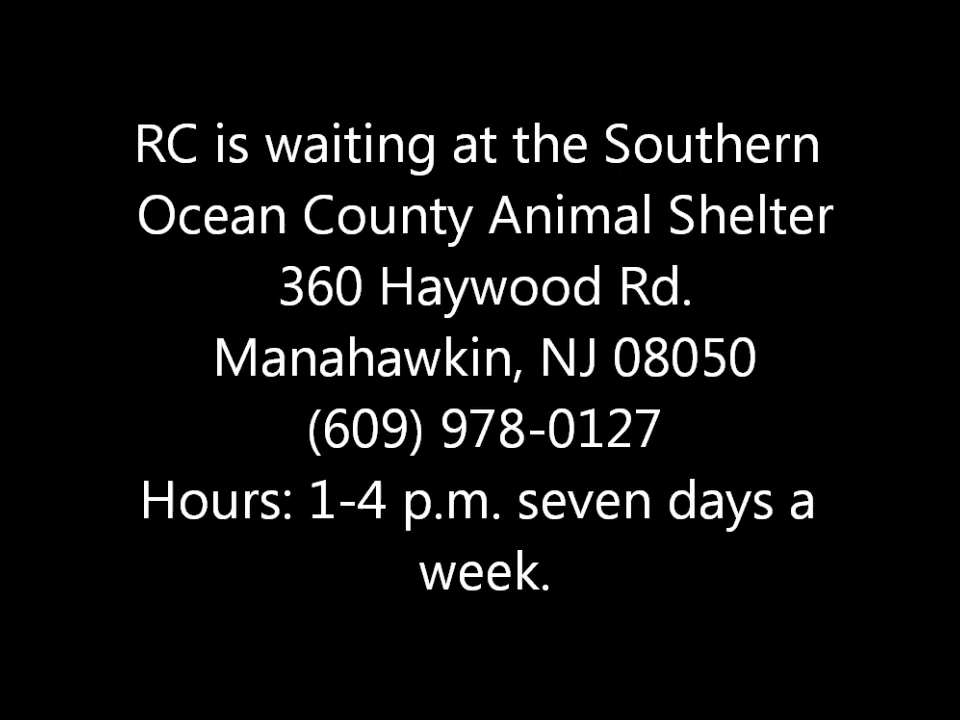 RC is waiting at the Southern
Ocean County Animal Shelter
360 Haywood Rd.
Manahawkin, NJ 08050
(609) 978-0127
Hours: 1-4 p.m. seven days a
week.